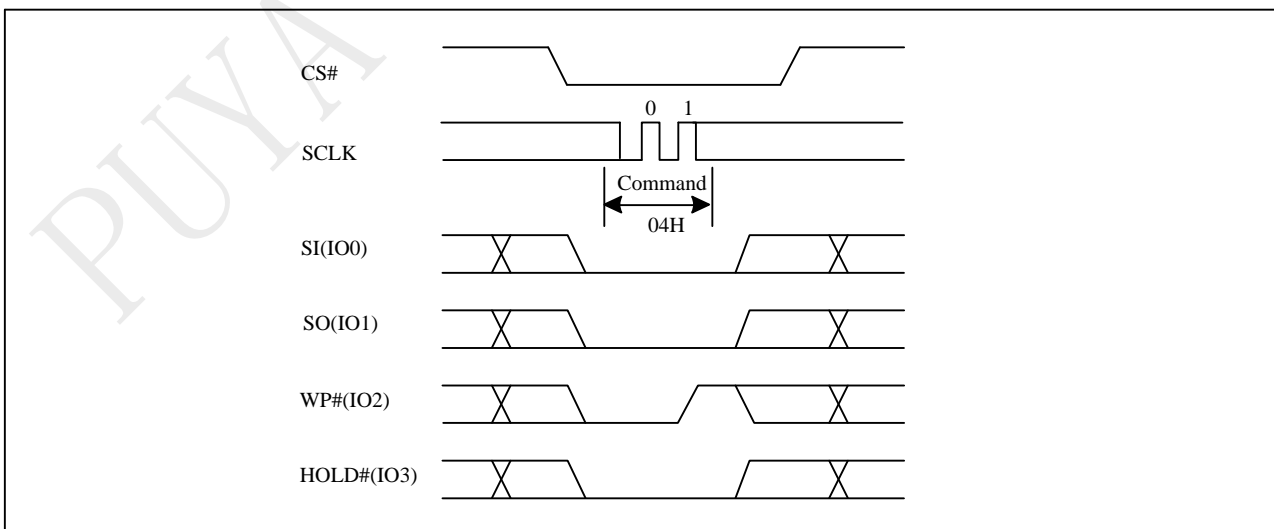 PUYA
CS#
0 1
SCLK
Command
04H
SI(IO0)
SO(IO1)
WP#(IO2)
HOLD#(IO3)